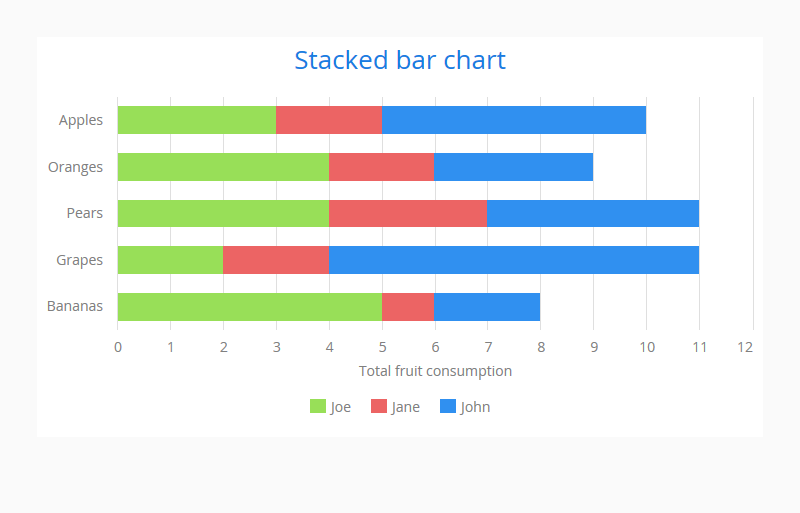 Stacked bar chart
Apples
Oranges
Pears
Grapes
Bananas
0 1 2 3 4 5 6 7 8 9 10 11 12
Total fruit consumption
Joe Jane John